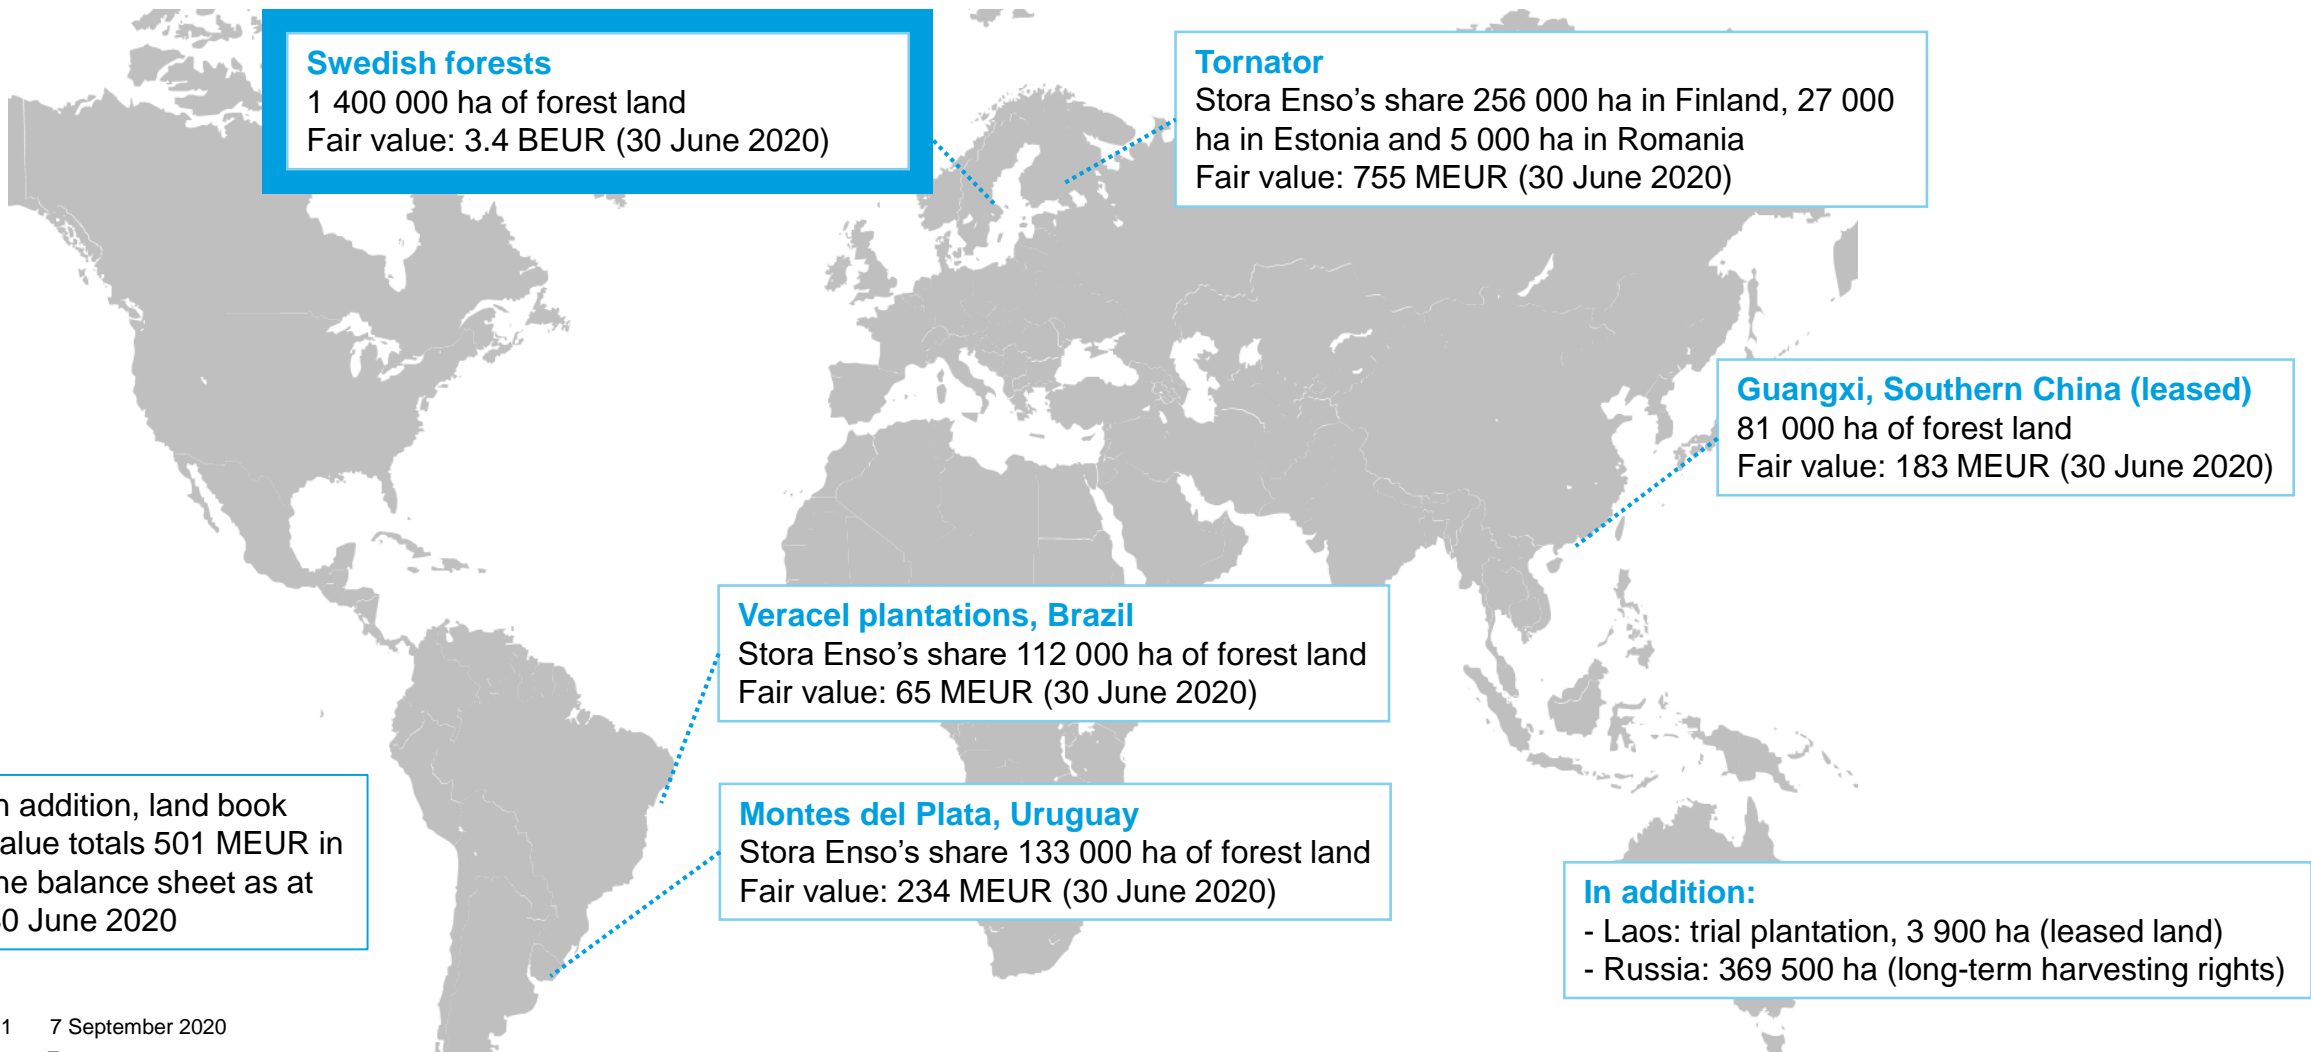 Swedish forests
1 400 000 ha of forest land
Fair value: 3.4 BEUR (30 June 2020)
Tornator
Stora Enso’s share 256 000 ha in Finland, 27 000
ha in Estonia and 5 000 ha in Romania
Fair value: 755 MEUR (30 June 2020)
Guangxi, Southern China (leased)
81 000 ha of forest land
Fair value: 183 MEUR (30 June 2020)
Veracel plantations, Brazil
Stora Enso’s share 112 000 ha of forest land
Fair value: 65 MEUR (30 June 2020)
Montes del Plata, Uruguay
Stora Enso’s share 133 000 ha of forest land
Fair value: 234 MEUR (30 June 2020)
n addition, land book
alue totals 501 MEUR in
he balance sheet as at
0 June 2020
In addition:
- Laos: trial plantation, 3 900 ha (leased land)
- Russia: 369 500 ha (long-term harvesting rights)
1 7 September 2020